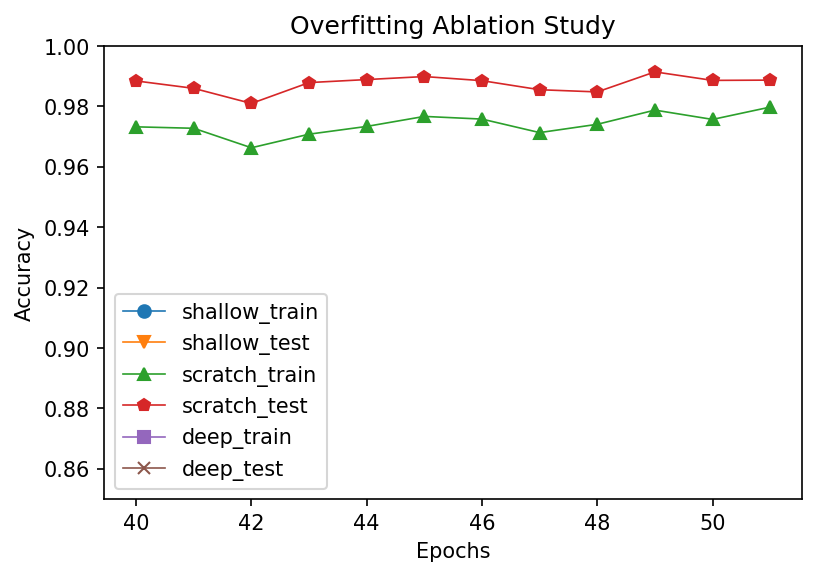 Overfitting Ablation Study
1.00
0.98
0.96
0.94
0.92
0.90
0.88
0.86
Accuracy
shallow_train
shallow_test
scratch_train
scratch_test
deep_train
deep_test
40 42 44 46 48 50
Epochs